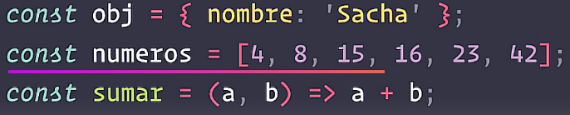 const obj = { nombre: 'Sacha' };
const numeros = [4, 8, 15, 16, 23, 42];
const sumar = (a, b) => a + b;